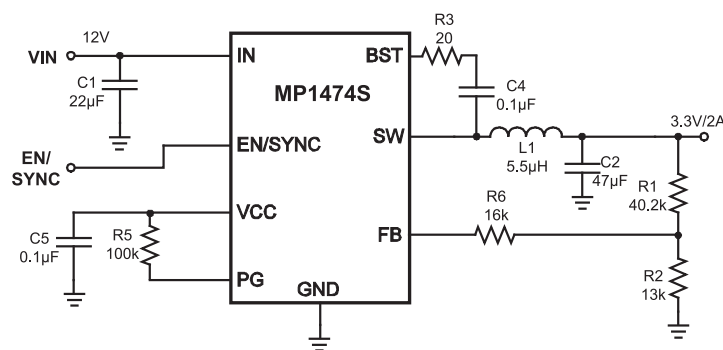 R3
20
12V
VIN
IN
BST
C1
22µF
MP1474S
C4
0.1µF
SW
3.3V/2A
EN/
SYNC
EN/SYNC
L1
5.5µH
C2
47µF
R1
40.2k
R6
16k
VCC
C5
0.1µF
R5
100k
FB
PG
GND
R2
13k